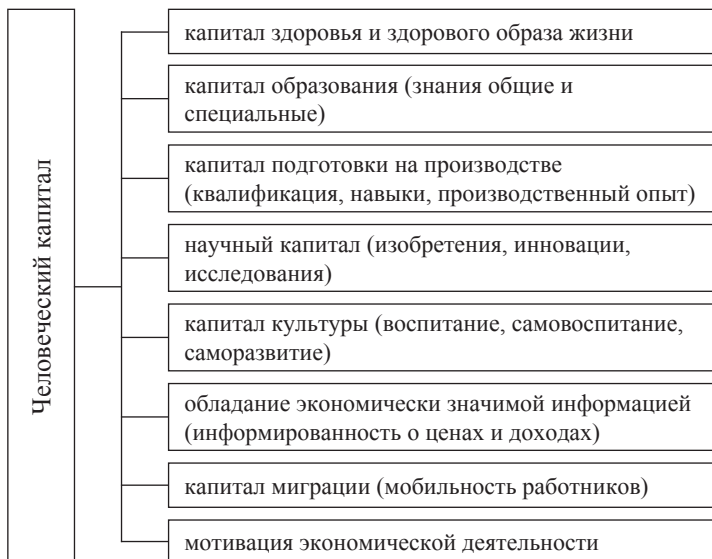 Человеческий капитал
капитал здоровья и здорового образа жизни
капитал образования (знания общие и
специальные)
капитал подготовки на производстве
(квалификация, навыки, производственный опыт)
научный капитал (изобретения, инновации,
исследования)
капитал культуры (воспитание, самовоспитание,
саморазвитие)
обладание экономически значимой информацией
(информированность о ценах и доходах)
капитал миграции (мобильность работников)
мотивация экономической деятельности